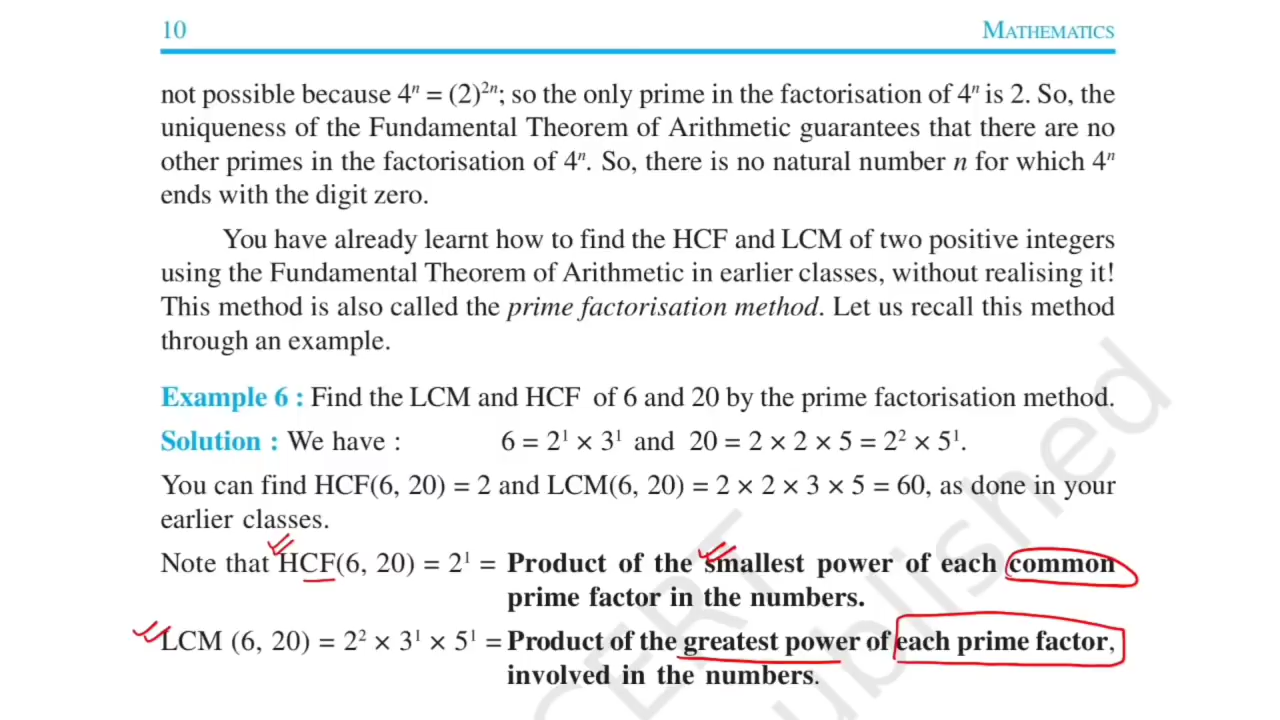 10 MATHEMATICS
not possible because 4ⁿ = (2)²ⁿ; so the only prime in the factorisation of 4ⁿ is 2. So, the
uniqueness of the Fundamental Theorem of Arithmetic guarantees that there are no
other primes in the factorisation of 4ⁿ. So, there is no natural number n for which 4ⁿ
ends with the digit zero.
You have already learnt how to find the HCF and LCM of two positive integers
using the Fundamental Theorem of Arithmetic in earlier classes, without realising it!
This method is also called the prime factorisation method. Let us recall this method
through an example.
Example 6 : Find the LCM and HCF of 6 and 20 by the prime factorisation method.
Solution : We have : 6 = 2¹ × 3¹ and 20 = 2 × 2 × 5 = 2² × 5¹.
You can find HCF(6, 20) = 2 and LCM(6, 20) = 2 × 2 × 3 × 5 = 60, as done in your
earlier classes.
Note that HCF(6, 20) = 2¹ = Product of the smallest power of each common
prime factor in the numbers.
LCM (6, 20) = 2² × 3¹ × 5¹ = Product of the greatest power of each prime factor,
involved in the numbers.